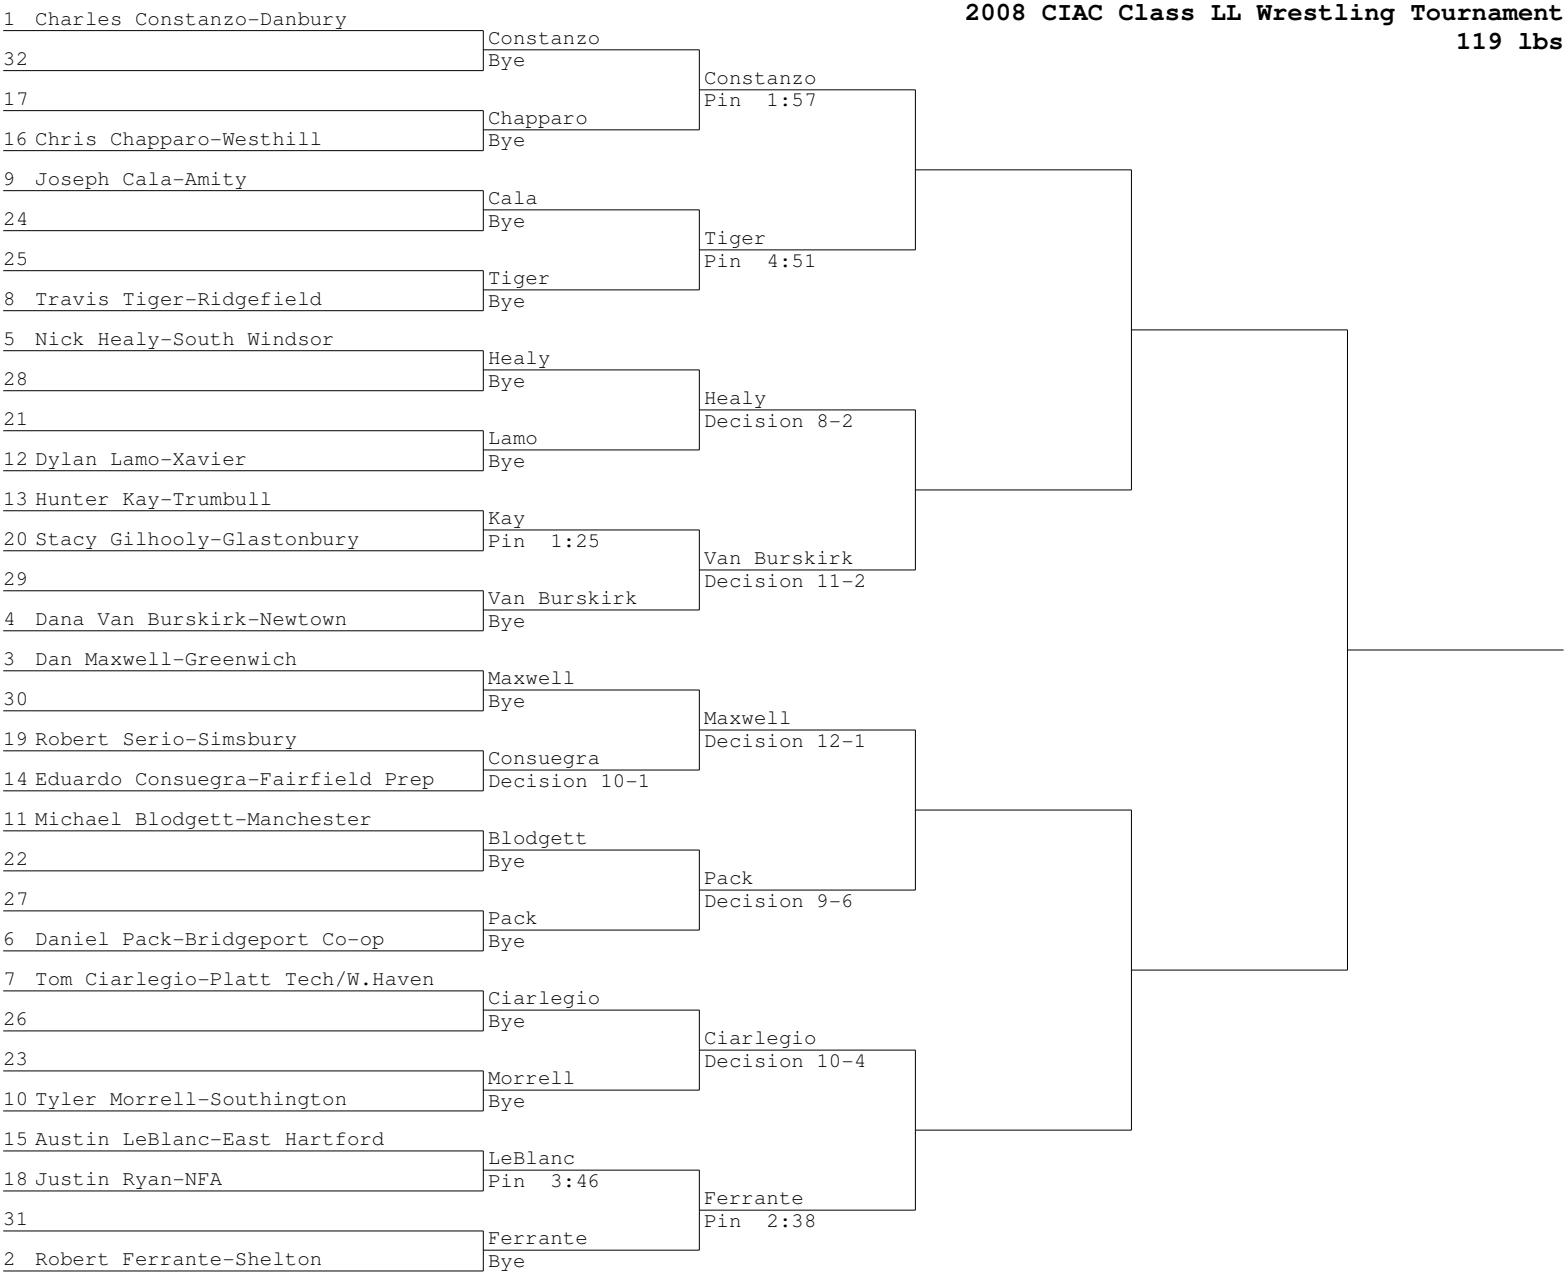 2008 CIAC Class LL Wrestling Tournament
119 lbs
1 Charles Constanzo-Danbury
Constanzo
32
Bye
Constanzo
Pin 1:57
17
Chapparo
16 Chris Chapparo-Westhill
Bye
9 Joseph Cala-Amity
Cala
24
Bye
Tiger
Pin 4:51
25
Tiger
8 Travis Tiger-Ridgefield
Bye
5 Nick Healy-South Windsor
Healy
28
Bye
Healy
Decision 8-2
21
Lamo
12 Dylan Lamo-Xavier
Bye
13 Hunter Kay-Trumbull
Kay
20 Stacy Gilhooly-Glastonbury
Pin 1:25
Van Burskirk
Decision 11-2
29
Van Burskirk
4 Dana Van Burskirk-Newtown
Bye
3 Dan Maxwell-Greenwich
Maxwell
30
Bye
Maxwell
Decision 12-1
19 Robert Serio-Simsbury
Consuegra
14 Eduardo Consuegra-Fairfield Prep
Decision 10-1
11 Michael Blodgett-Manchester
Blodgett
22
Bye
Pack
Decision 9-6
27
Pack
6 Daniel Pack-Bridgeport Co-op
Bye
7 Tom Ciarlegio-Platt Tech/W.Haven
Ciarlegio
26
Bye
Ciarlegio
Decision 10-4
23
Morrell
10 Tyler Morrell-Southington
Bye
15 Austin LeBlanc-East Hartford
LeBlanc
18 Justin Ryan-NFA
Pin 3:46
Ferrante
Pin 2:38
31
Ferrante
2 Robert Ferrante-Shelton
Bye